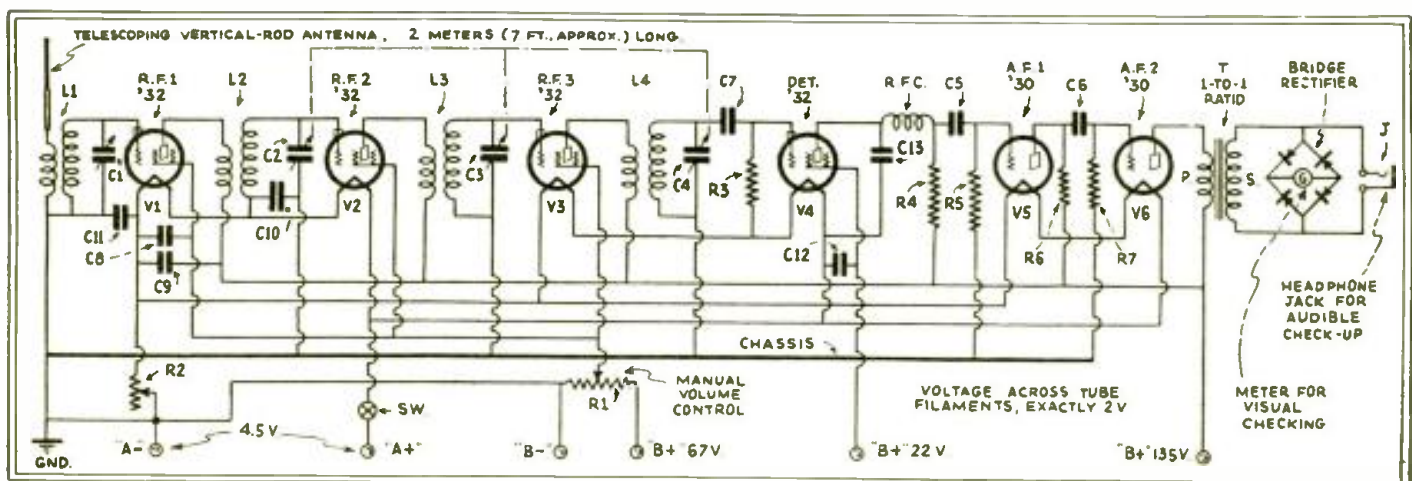 TELESCOPING VERTICAL-ROD ANTENNA, 2 METERS (7 FT., APPROX.) LONG
L1
R.F.1
'32
L2
R.F.2
'32
L3
R.F.3
'32
L4
C7
DET.
'32
R.F.C.
C5
A.F.1
'30
C6
A.F.2
'30
T
1-TO-1
RATIO
BRIDGE
RECTIFIER
J
C1
C2
C3
C4
R3
C13
R4
R5
P
S
G
V1
V2
V3
V4
V5
V6
C11
C10
C8
C9
C12
R6
R7
HEADPHONE
JACK FOR
AUDIBLE
CHECK-UP
CHASSIS
R2
MANUAL
VOLUME
CONTROL
R1
SW
VOLTAGE ACROSS TUBE
FILAMENTS, EXACTLY 2V
METER FOR
VISUAL
CHECKING
GND.
"A-"
4.5V
"A+"
"B-"
"B+" 67V
"B+" 22V
"B+" 135V